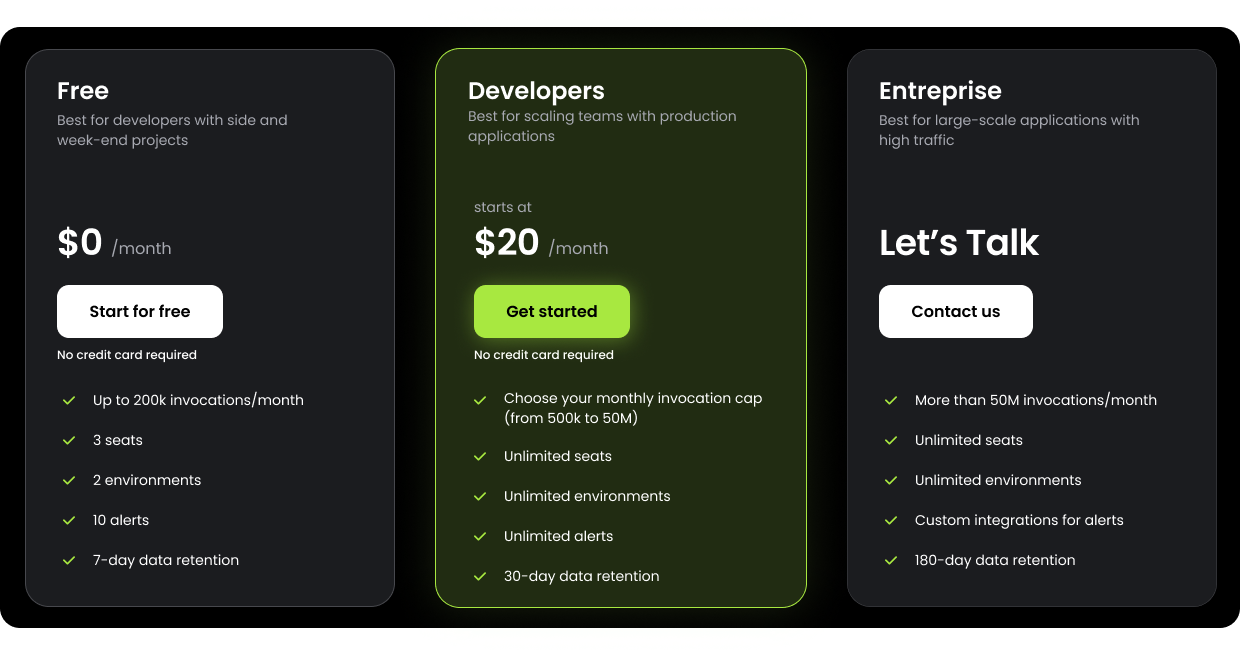 Free
Best for developers with side and
week-end projects
$0 /month
Start for free
No credit card required
Up to 200k invocations/month
3 seats
2 environments
10 alerts
7-day data retention
Developers
Best for scaling teams with production
applications
starts at
$20 /month
Get started
No credit card required
Choose your monthly invocation cap
(from 500k to 50M)
Unlimited seats
Unlimited environments
Unlimited alerts
30-day data retention
Entreprise
Best for large-scale applications with
high traffic
Let’s Talk
Contact us
More than 50M invocations/month
Unlimited seats
Unlimited environments
Custom integrations for alerts
180-day data retention